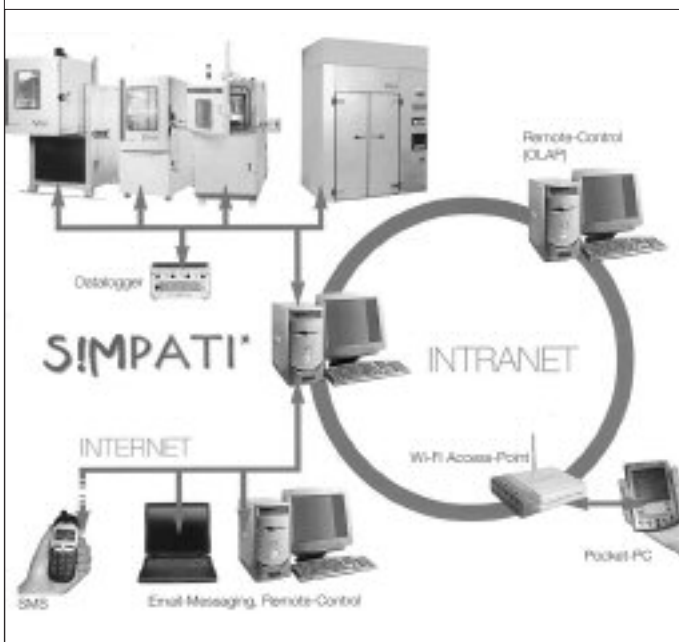 Remote-Control
(OLAP)
Datalogger
S!MPATI*
INTRANET
INTERNET
Wi-Fi Access-Point
Pocket-PC
SMS
Email-Messaging, Remote-Control